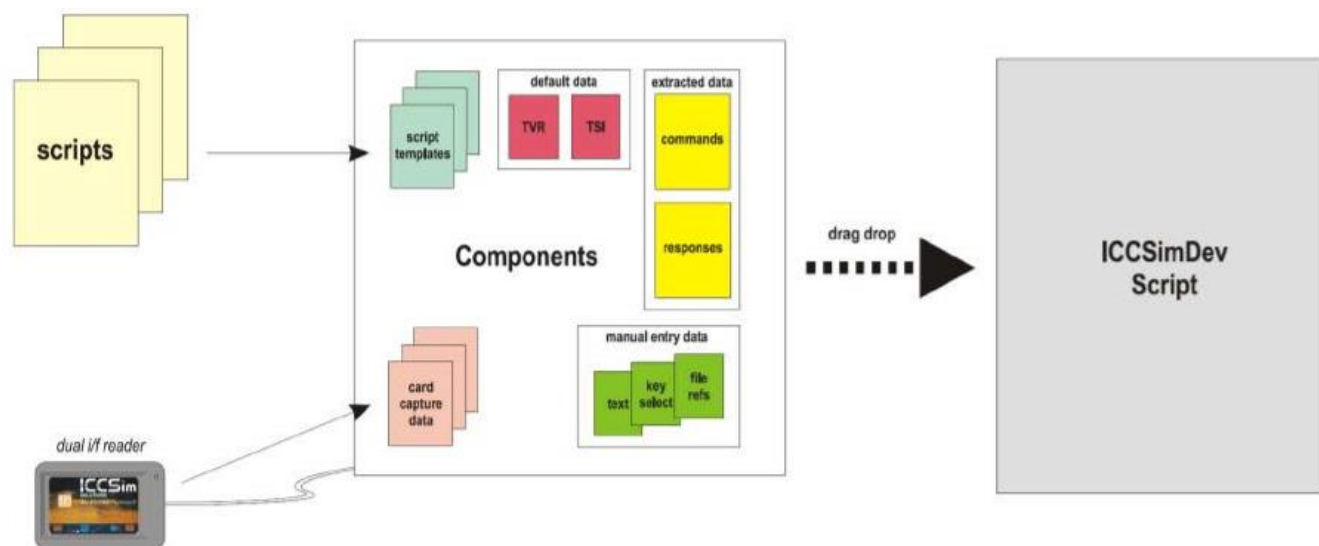 scripts
script
templates
default data
TVR
TSI
extracted data
commands
responses
Components
drag drop
ICCSimDev
Script
card
capture
data
manual entry data
text
key
select
file
refs
dual i/f reader
ICCSim